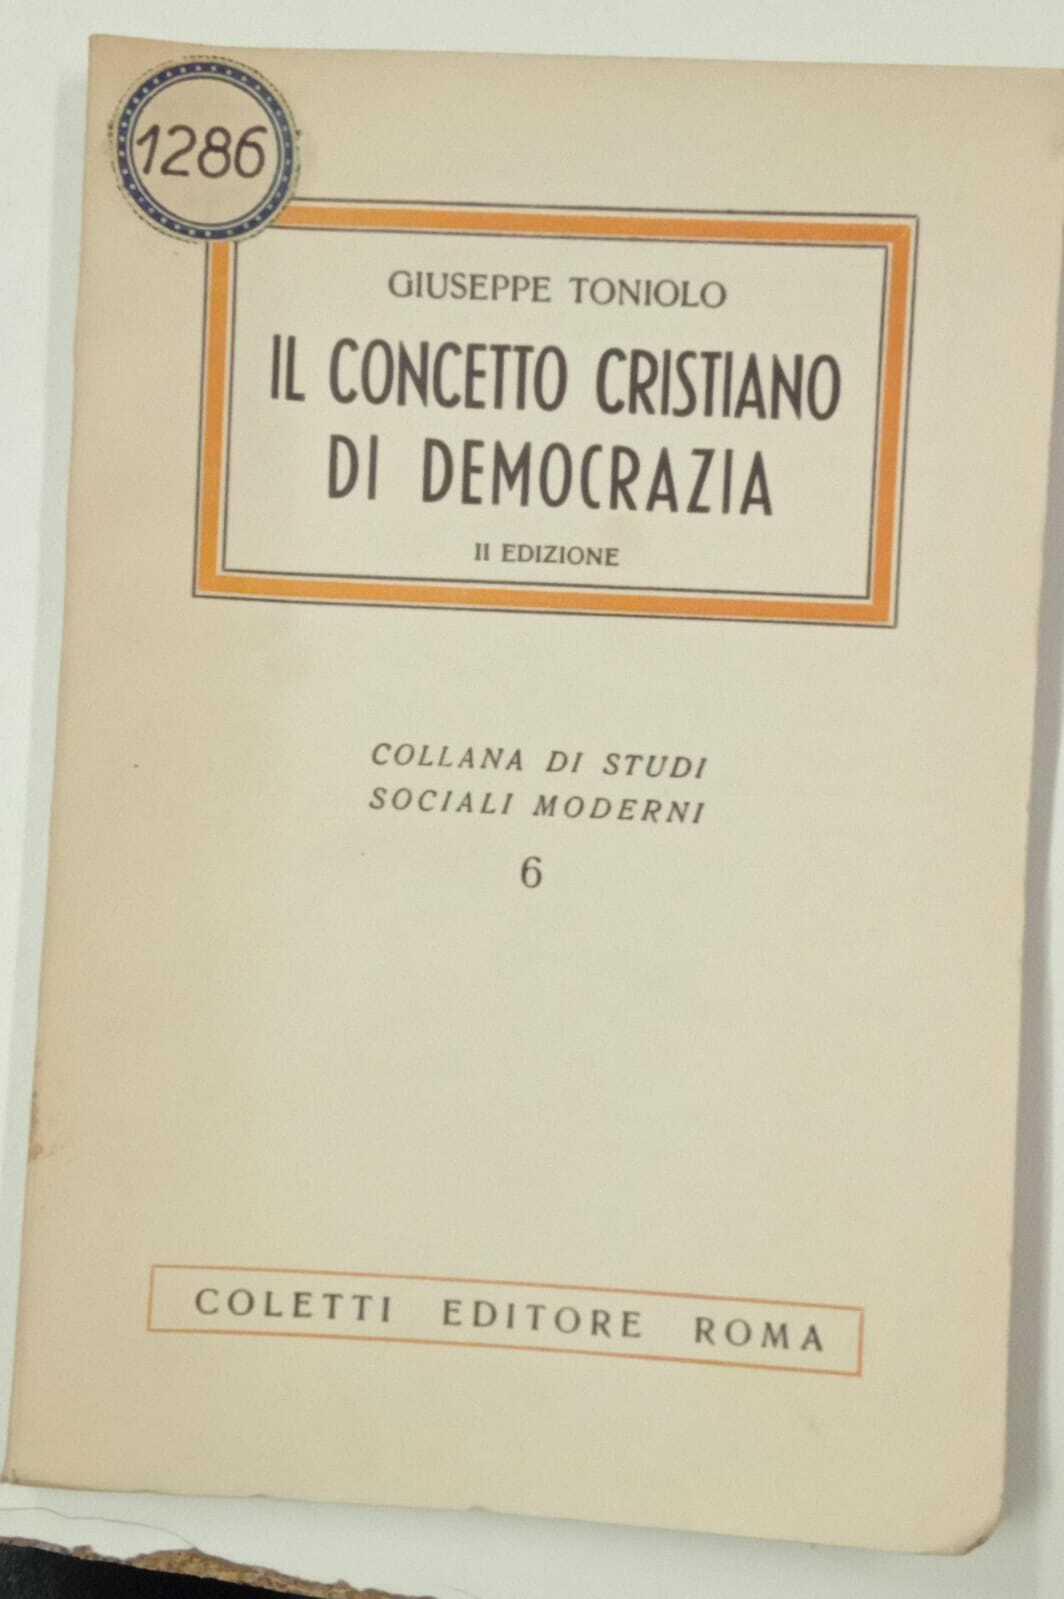 1286
GIUSEPPE TONIOLO
IL CONCETTO CRISTIANO
DI DEMOCRAZIA
II EDIZIONE
COLLANA DI STUDI
SOCIALI MODERNI
6
COLETTI EDITORE ROMA